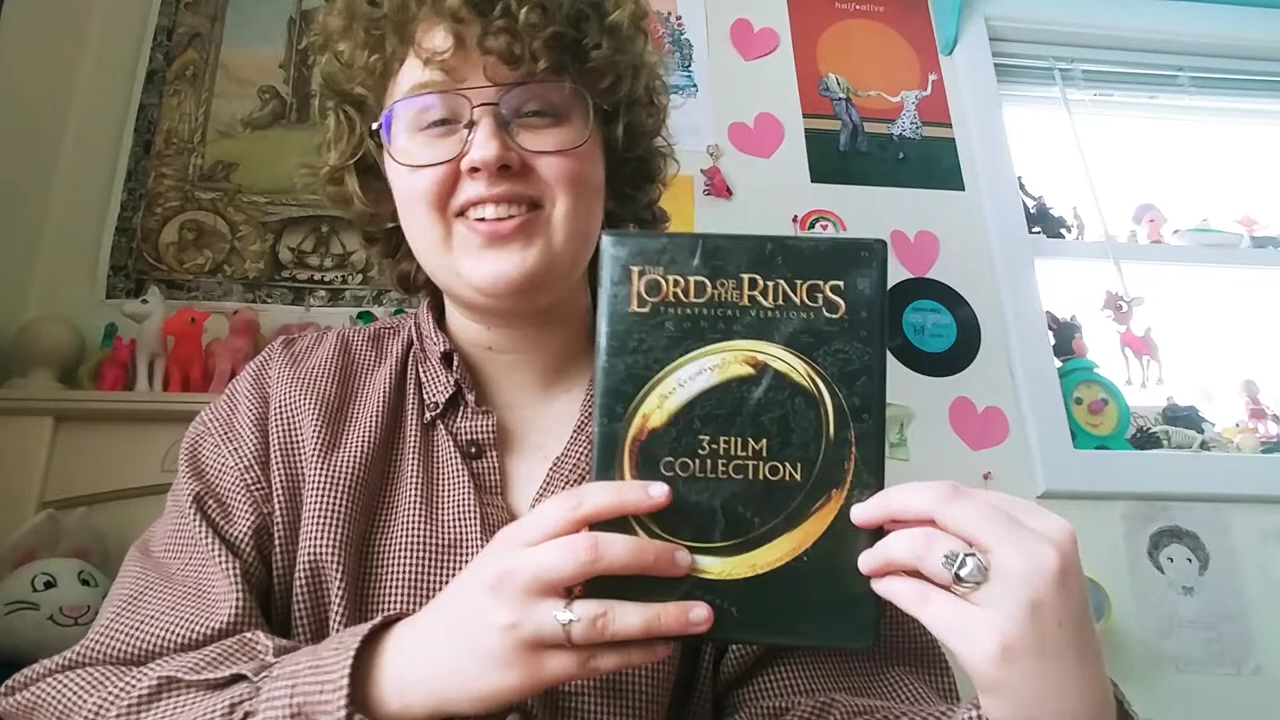 half•alive
THE
LORD OF THE RINGS
THEATRICAL VERSIONS
3-FILM
COLLECTION